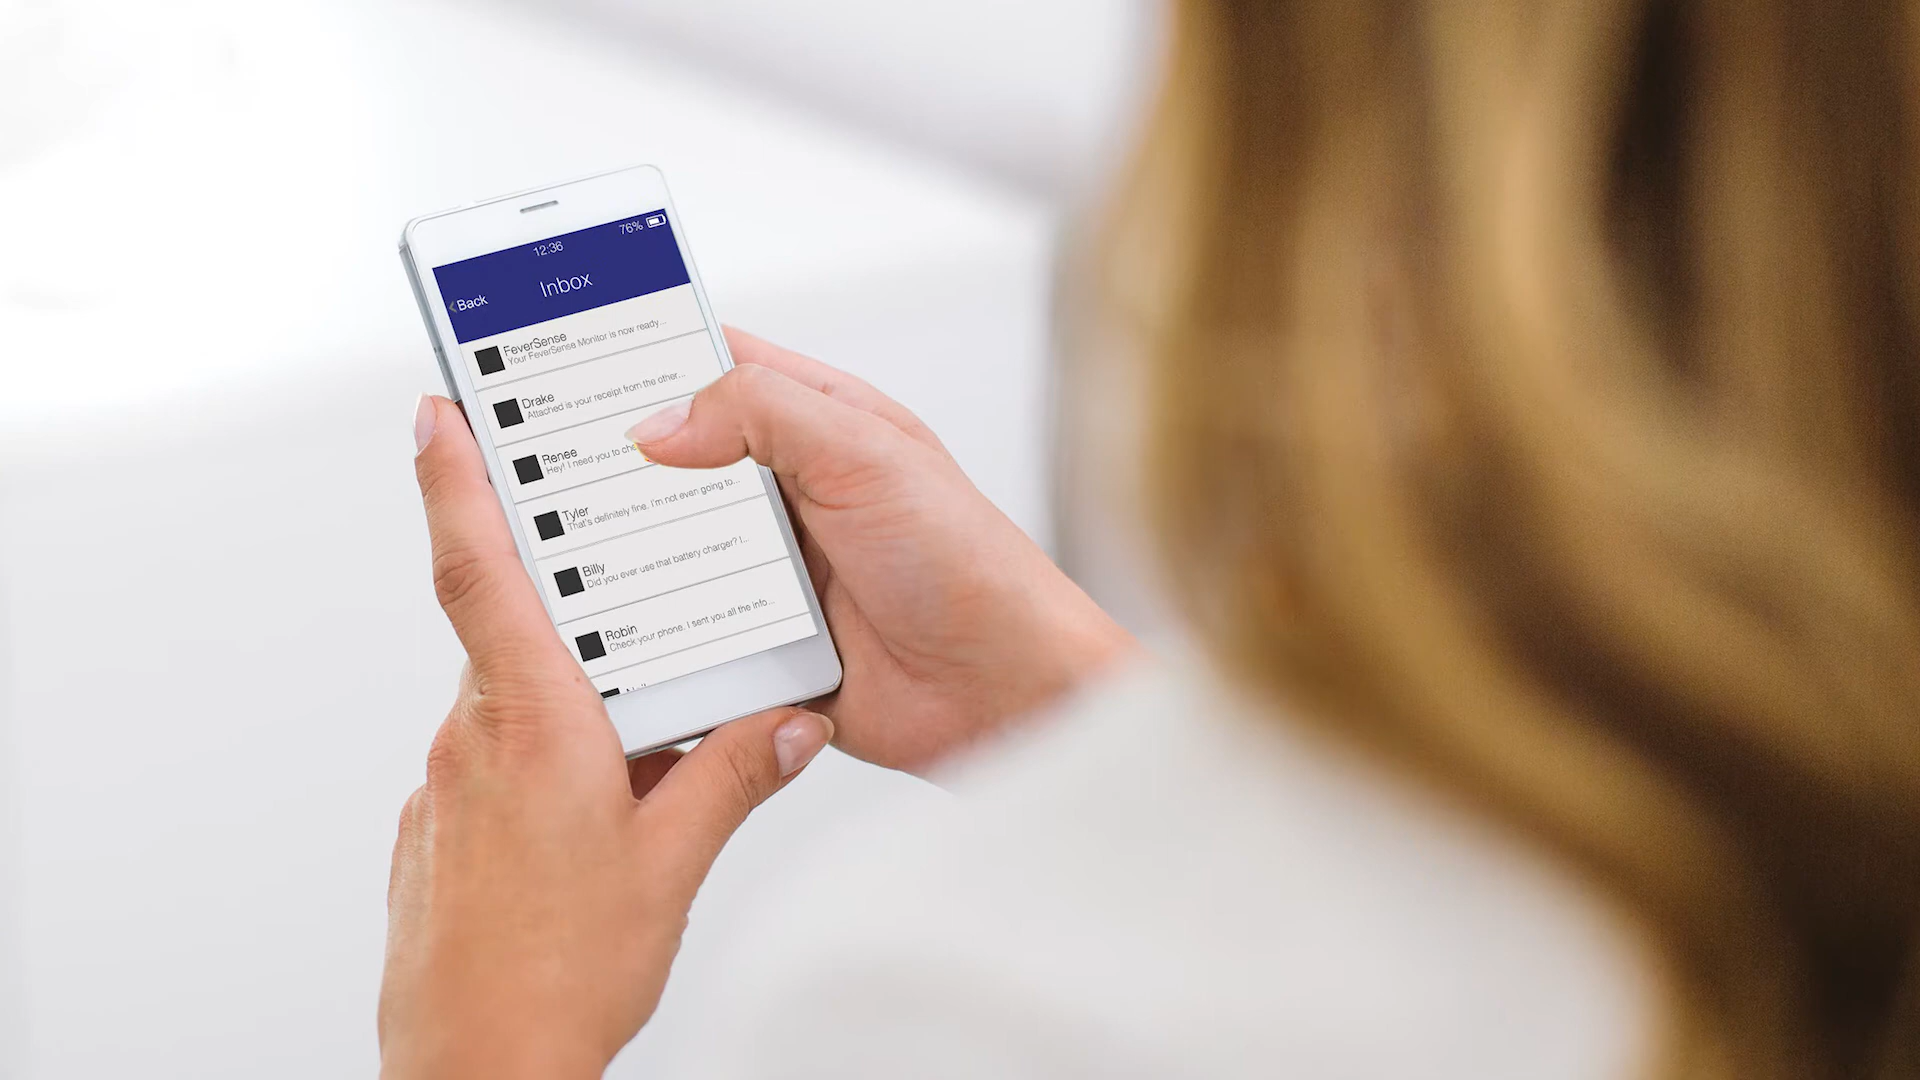 76%
12:36
Back
Inbox
FeverSense
Your FeverSense Monitor is now ready...
Drake
Attached is your receipt from the other...
Renee
Hey! I need you to
Tyler
That's definitely fine. I'm not even going to...
Billy
Did you ever use that battery charger? I...
Robin
Check your phone. I sent you all the info...